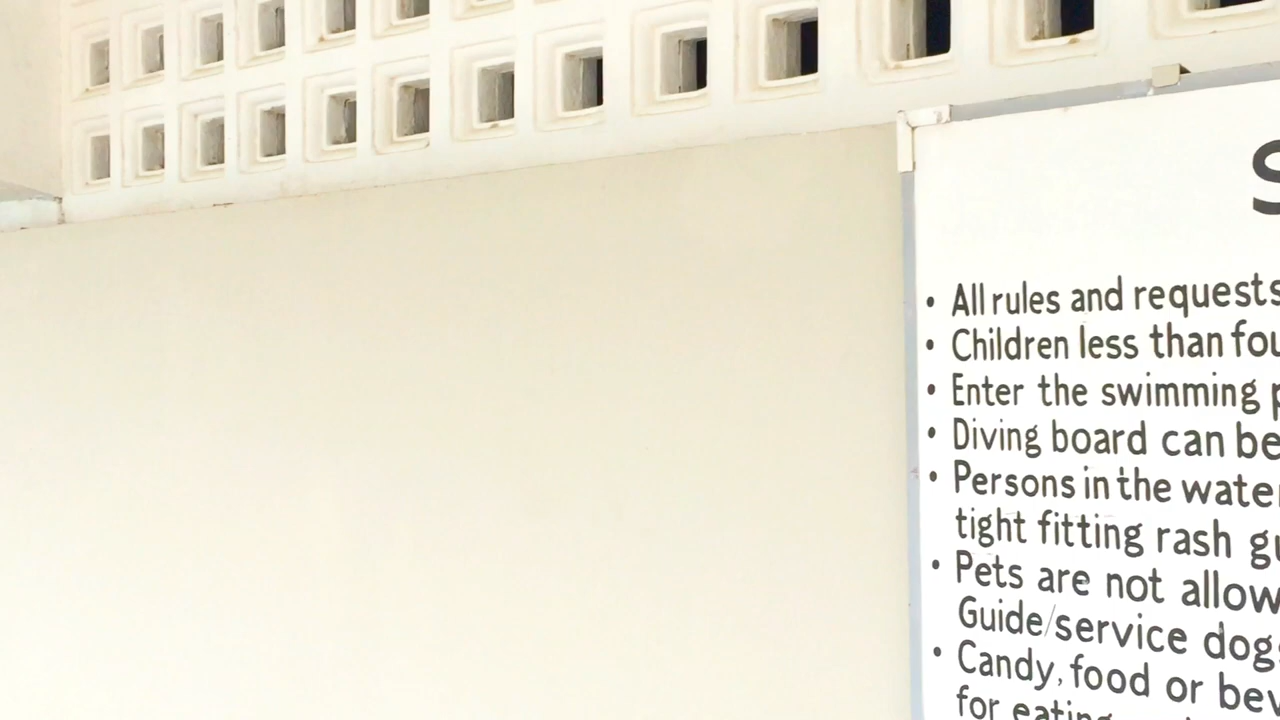 S
• All rules and requests
• Children less than fou
• Enter the swimming p
• Diving board can be
• Persons in the water
tight fitting rash gu
• Pets are not allow
Guide/service dogs
• Candy, food or bev
for eating